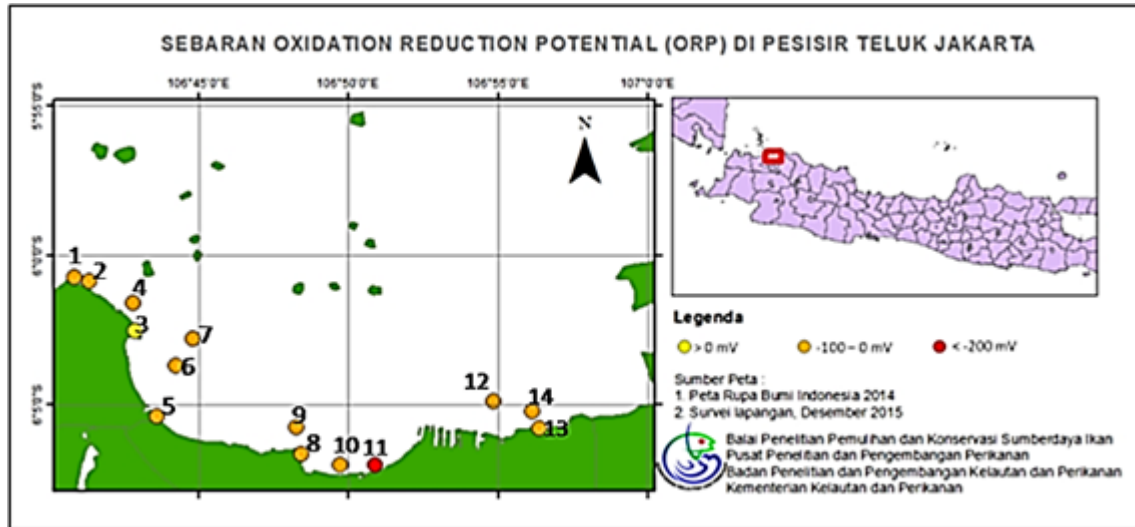 SEBARAN OXIDATION REDUCTION POTENTIAL (ORP) DI PESISIR TELUK JAKARTA
106°45'0"E 106°50'0"E 106°55'0"E 107°0'0"E
5°55'0"S
N
6°0'0"S
1
2
4
3
7
6
5
12
14
13
9
8
10
11
Legenda
> 0 mV
-100 – 0 mV
< -200 mV
Sumber Peta :
1. Peta Rupa Bumi Indonesia 2014
2. Survei lapangan, Desember 2015
Balai Penelitian Pemulihan dan Konservasi Sumberdaya Ikan
Pusat Penelitian dan Pengembangan Perikanan
Badan Penelitian dan Pengembangan Kelautan dan Perikanan
Kementerian Kelautan dan Perikanan